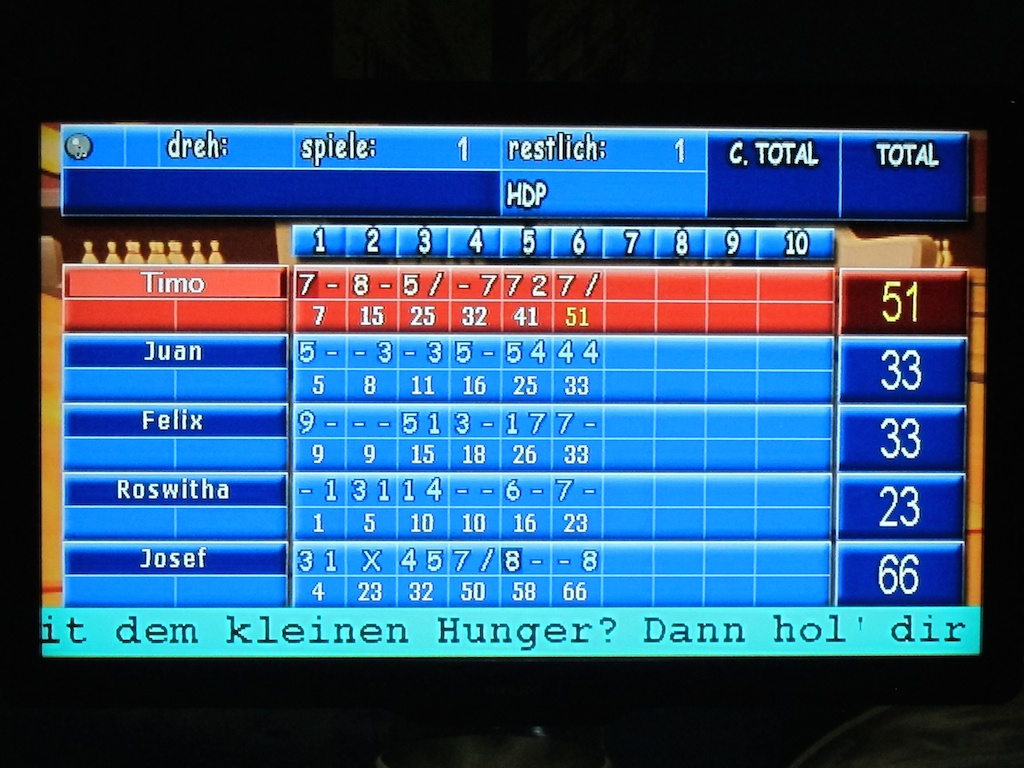 dreh: spiele: 1 restlich: 1 C. TOTAL TOTAL
HDP
1 2 3 4 5 6 7 8 9 10
Timo 7 - 8 - 5 / - 7 7 2 7 / 51
7 15 25 32 41 51
Juan 5 - - 3 - 3 5 - 5 4 4 4 33
5 8 11 16 25 33
Felix 9 - - - 5 1 3 - 1 7 7 - 33
9 9 15 18 26 33
Roswitha - 1 3 1 1 4 - - 6 - 7 - 23
1 5 10 10 16 23
Josef 3 1 X 4 5 7 / 8 - - 8 66
4 23 32 50 58 66
it dem kleinen Hunger? Dann hol' dir